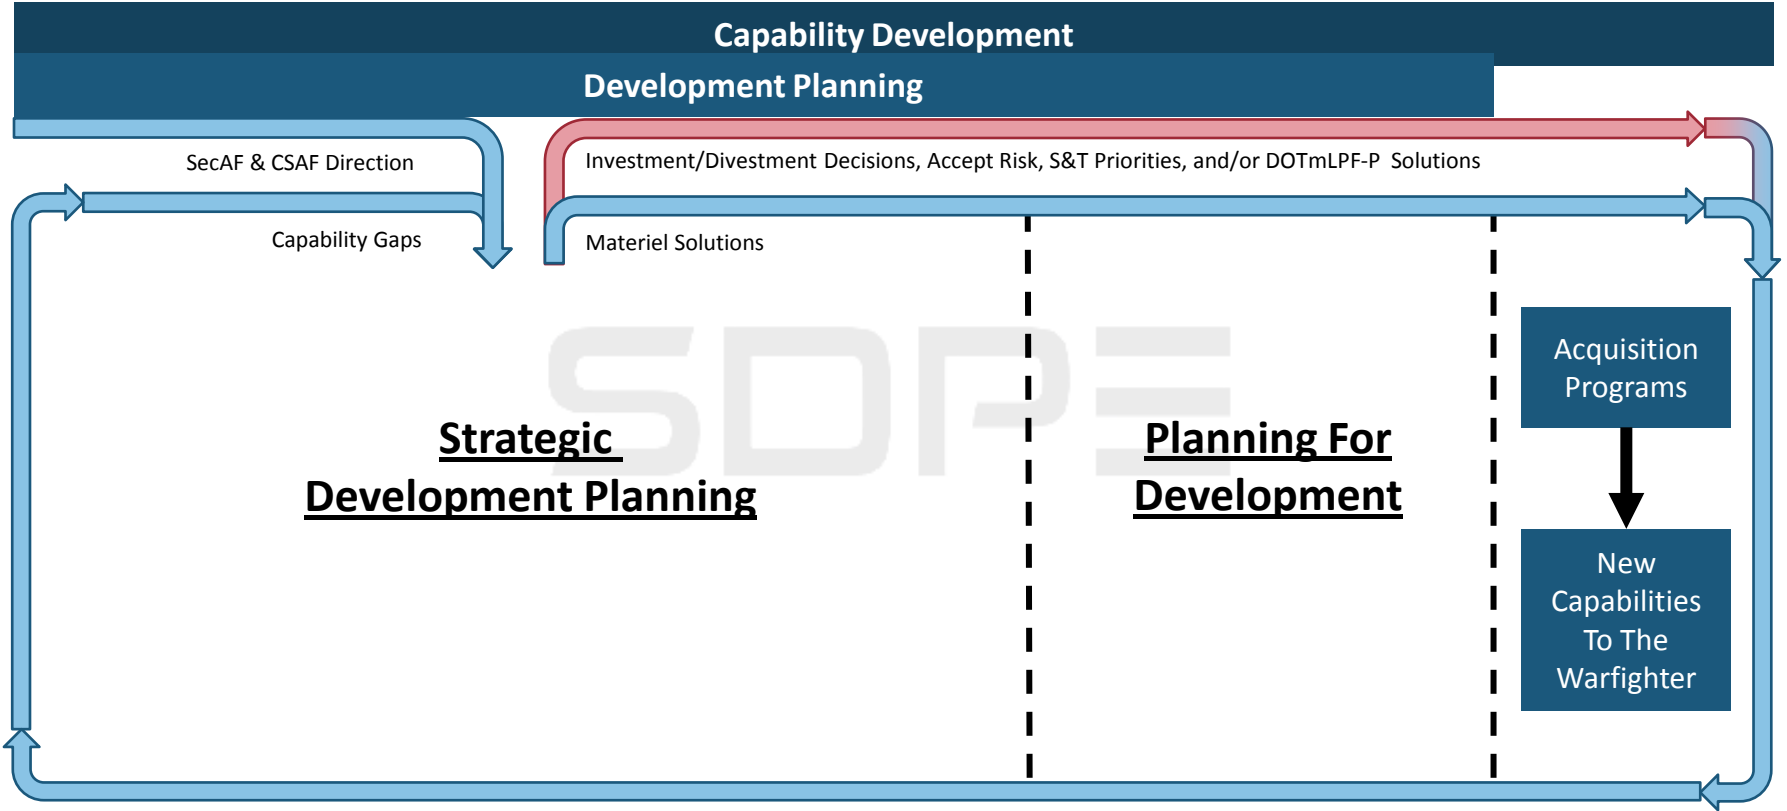 Capability Development
Development Planning
SecAF & CSAF Direction
Investment/Divestment Decisions, Accept Risk, S&T Priorities, and/or DOTmLPF-P Solutions
Capability Gaps
Materiel Solutions
SDPE
Strategic
Development Planning
Planning For
Development
Acquisition
Programs
New
Capabilities
To The
Warfighter